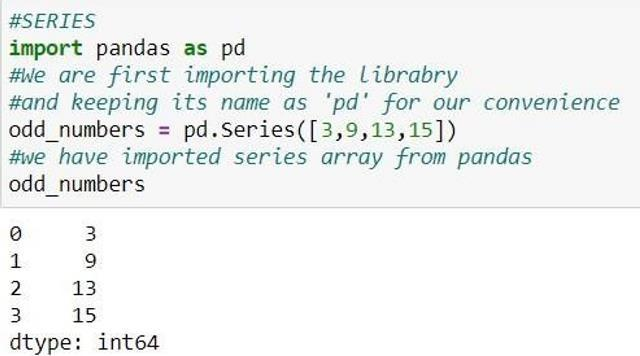 #SERIES
import pandas as pd
#We are first importing the librabry
#and keeping its name as 'pd' for our convenience
odd_numbers = pd.Series([3,9,13,15])
#we have imported series array from pandas
odd_numbers
0 3
1 9
2 13
3 15
dtype: int64